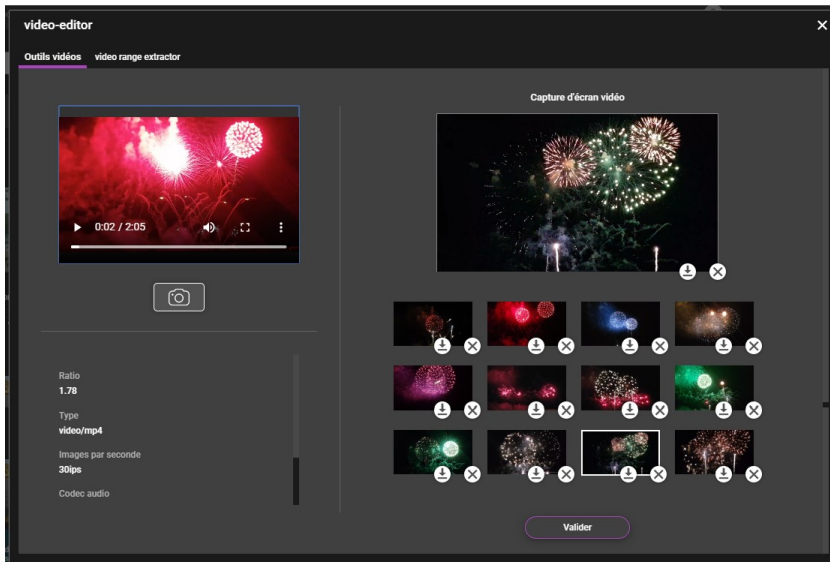 video-editor
Outils vidéos video range extractor
0:02 / 2:05
Ratio
1.78
Type
video/mp4
Images par seconde
30ips
Codec audio
Capture d'écran vidéo
Valider